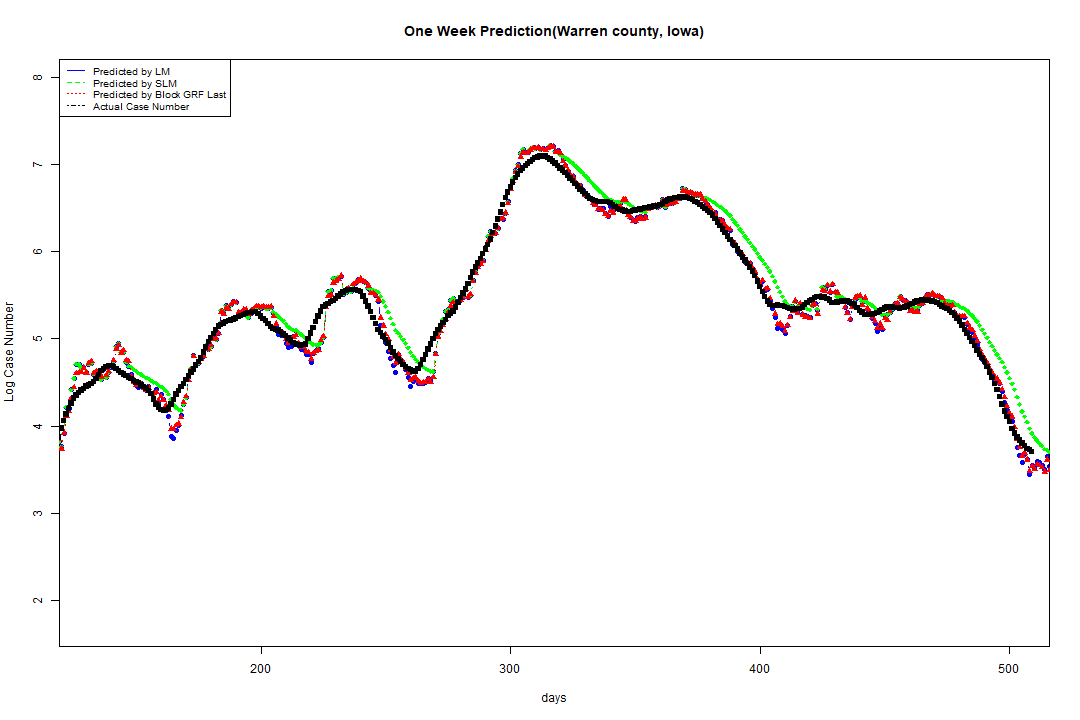 One Week Prediction(Warren county, Iowa)
Predicted by LM
Predicted by SLM
Predicted by Block GRF Last
Actual Case Number
8
7
6
5
4
3
2
Log Case Number
200 300 400 500
days